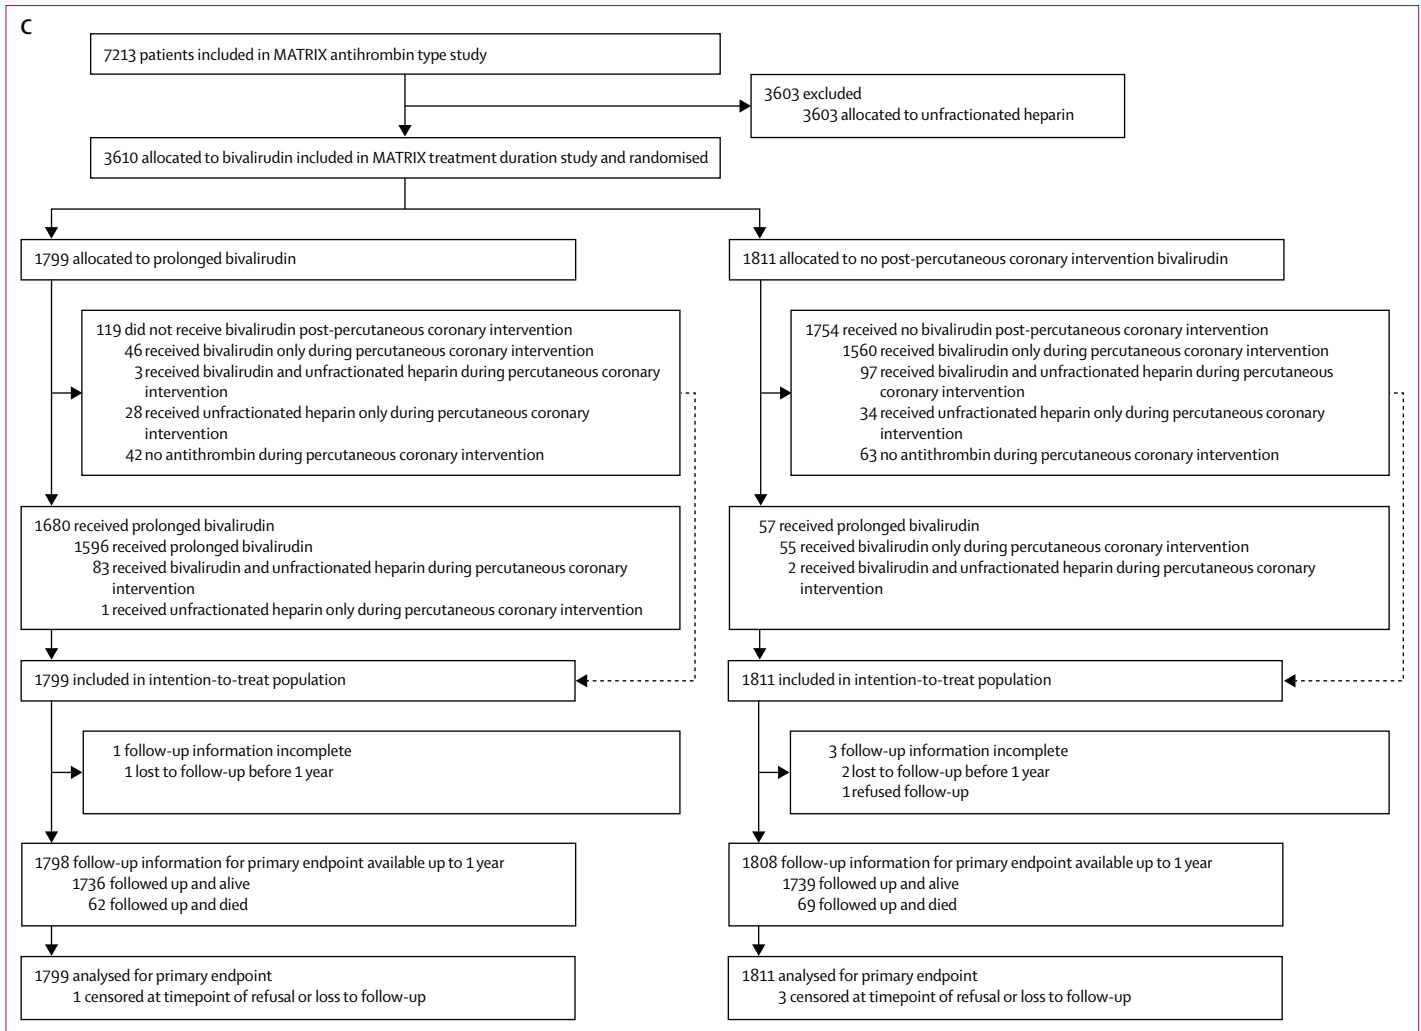 C
7213 patients included in MATRIX antithrombin type study
3603 excluded
3603 allocated to unfractionated heparin
3610 allocated to bivalirudin included in MATRIX treatment duration study and randomised
1799 allocated to prolonged bivalirudin
119 did not receive bivalirudin post-percutaneous coronary intervention
46 received bivalirudin only during percutaneous coronary intervention
3 received bivalirudin and unfractionated heparin during percutaneous coronary
intervention
28 received unfractionated heparin only during percutaneous coronary
intervention
42 no antithrombin during percutaneous coronary intervention
1680 received prolonged bivalirudin
1596 received prolonged bivalirudin
83 received bivalirudin and unfractionated heparin during percutaneous coronary
intervention
1 received unfractionated heparin only during percutaneous coronary intervention
1799 included in intention-to-treat population
1 follow-up information incomplete
1 lost to follow-up before 1 year
1798 follow-up information for primary endpoint available up to 1 year
1736 followed up and alive
62 followed up and died
1799 analysed for primary endpoint
1 censored at timepoint of refusal or loss to follow-up
1811 allocated to no post-percutaneous coronary intervention bivalirudin
1754 received no bivalirudin post-percutaneous coronary intervention
1560 received bivalirudin only during percutaneous coronary intervention
97 received bivalirudin and unfractionated heparin during percutaneous
coronary intervention
34 received unfractionated heparin only during percutaneous coronary
intervention
63 no antithrombin during percutaneous coronary intervention
57 received prolonged bivalirudin
55 received bivalirudin only during percutaneous coronary intervention
2 received bivalirudin and unfractionated heparin during percutaneous coronary
intervention
1811 included in intention-to-treat population
3 follow-up information incomplete
2 lost to follow-up before 1 year
1 refused follow-up
1808 follow-up information for primary endpoint available up to 1 year
1739 followed up and alive
69 followed up and died
1811 analysed for primary endpoint
3 censored at timepoint of refusal or loss to follow-up